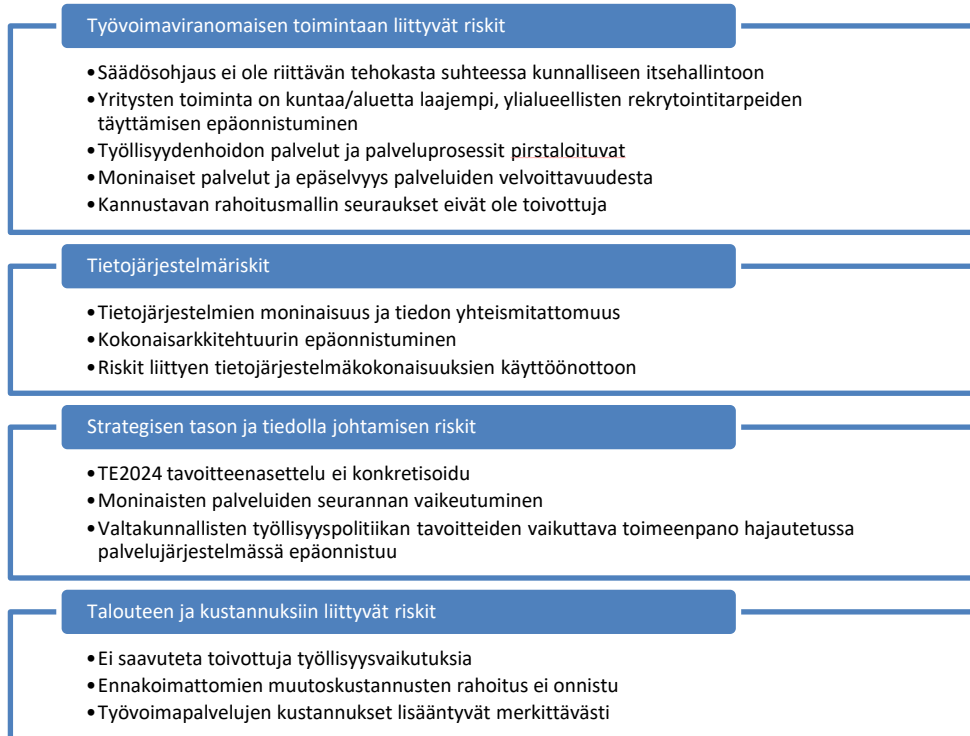 Työvoimaviranomaisen toimintaan liittyvät riskit
•Säädösohjaus ei ole riittävän tehokasta suhteessa kunnalliseen itsehallintoon
•Yritysten toiminta on kuntaa/aluetta laajempi, ylialueellisten rekrytointitarpeiden
täyttämisen epäonnistuminen
•Työllisyydenhoidon palvelut ja palveluprosessit pirstaloituvat
•Moninaiset palvelut ja epäselvyys palveluiden velvoittavuudesta
•Kannustavan rahoitusmallin seuraukset eivät ole toivottuja
Tietojärjestelmäriskit
•Tietojärjestelmien moninaisuus ja tiedon yhteismitattomuus
•Kokonaisarkkitehtuurin epäonnistuminen
•Riskit liittyen tietojärjestelmäkokonaisuuksien käyttöönottoon
Strategisen tason ja tiedolla johtamisen riskit
•TE2024 tavoitteenasettelu ei konkretisoidu
•Moninaisten palveluiden seurannan vaikeutuminen
•Valtakunnallisten työllisyyspolitiikan tavoitteiden vaikuttava toimeenpano hajautetussa
palvelujärjestelmässä epäonnistuu
Talouteen ja kustannuksiin liittyvät riskit
•Ei saavuteta toivottuja työllisyysvaikutuksia
•Ennakoimattomien muutoskustannusten rahoitus ei onnistu
•Työvoimapalvelujen kustannukset lisääntyvät merkittävästi